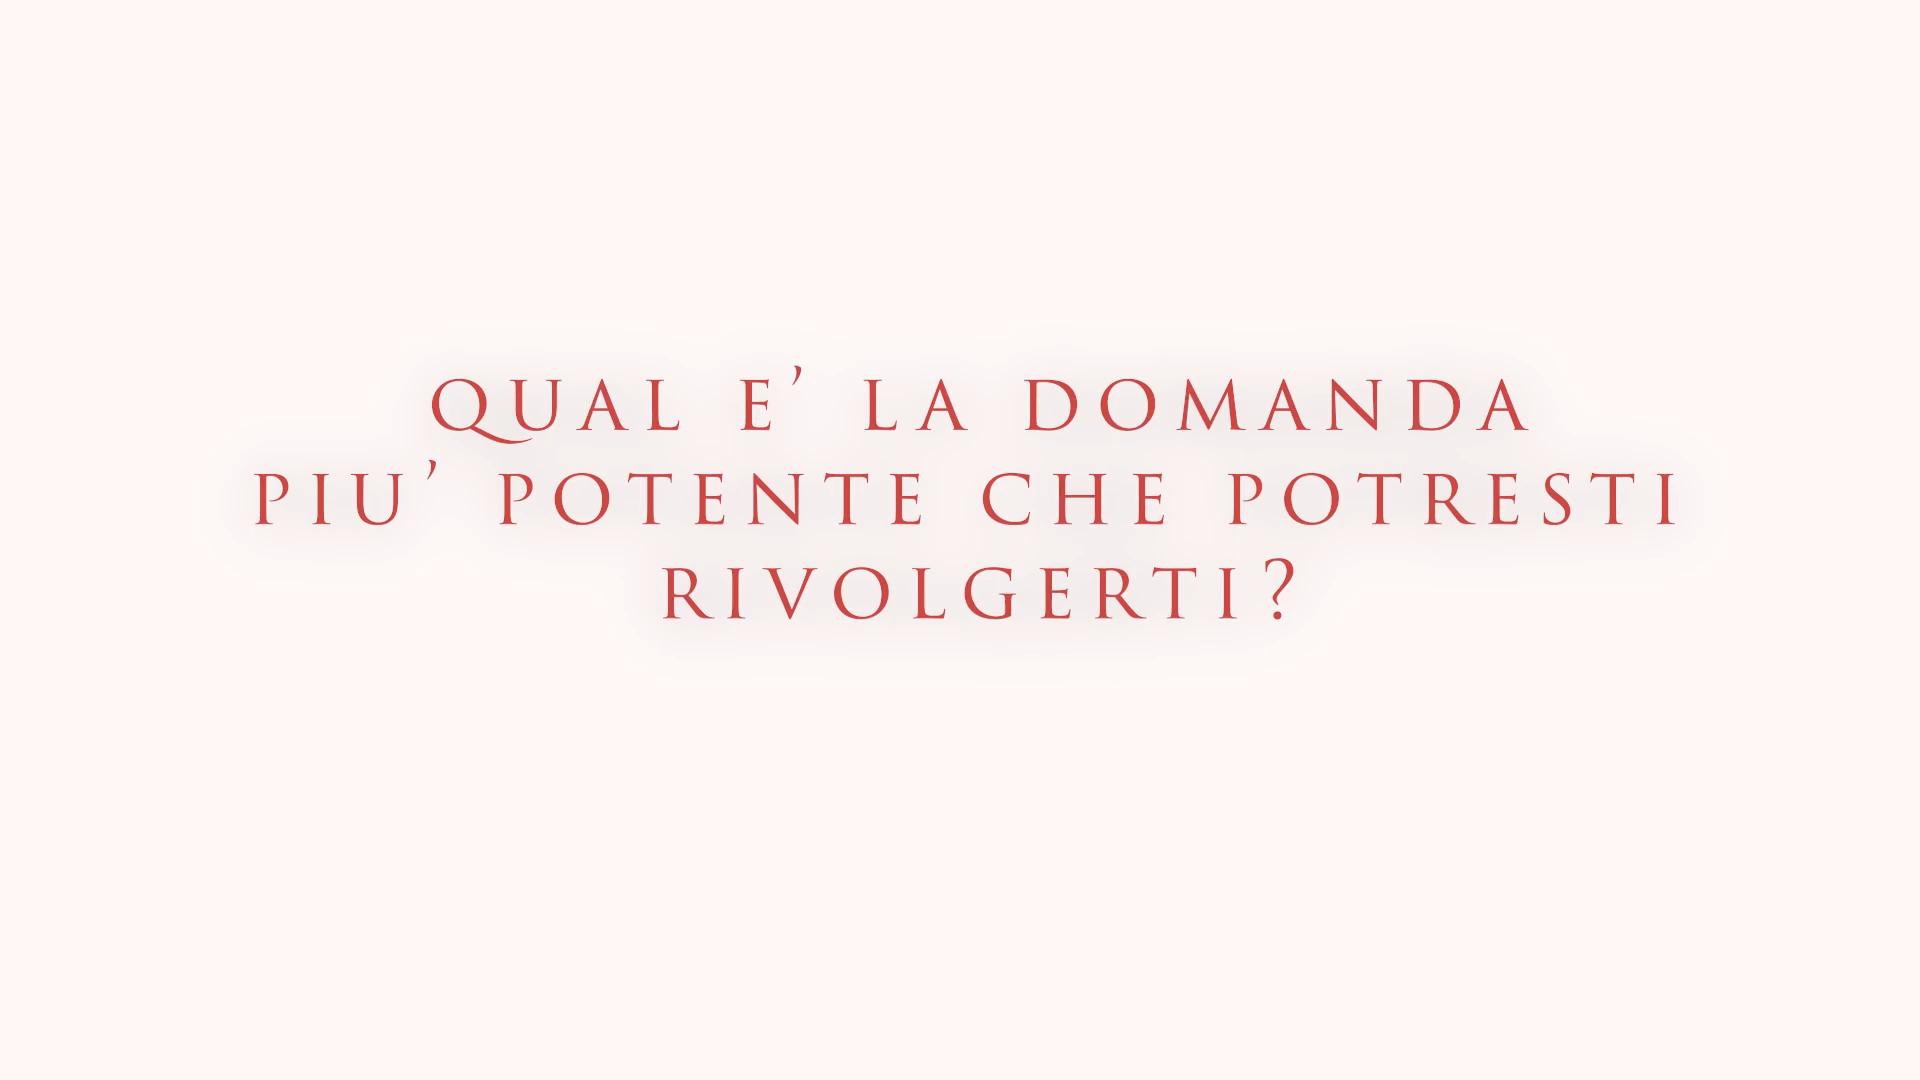 QUAL E’ LA DOMANDA
PIU’ POTENTE CHE POTRESTI
RIVOLGERTI?